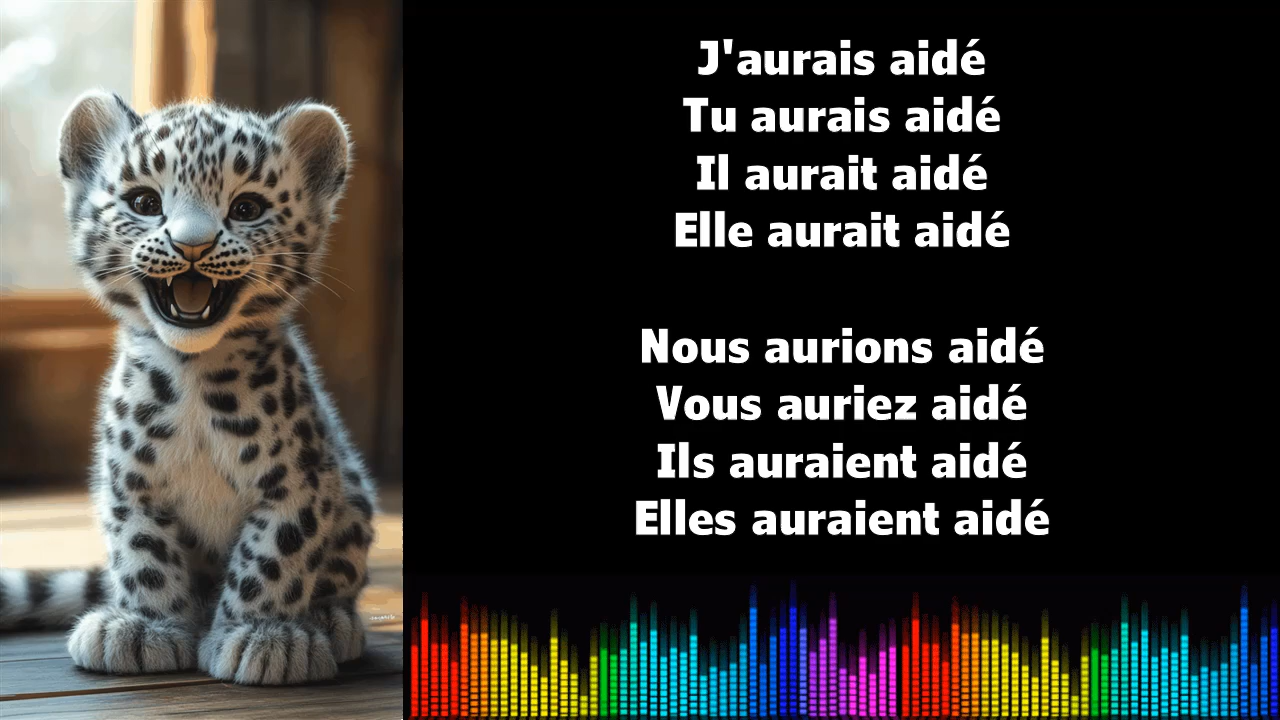 J'aurais aidé
Tu aurais aidé
Il aurait aidé
Elle aurait aidé
Nous aurions aidé
Vous auriez aidé
Ils auraient aidé
Elles auraient aidé